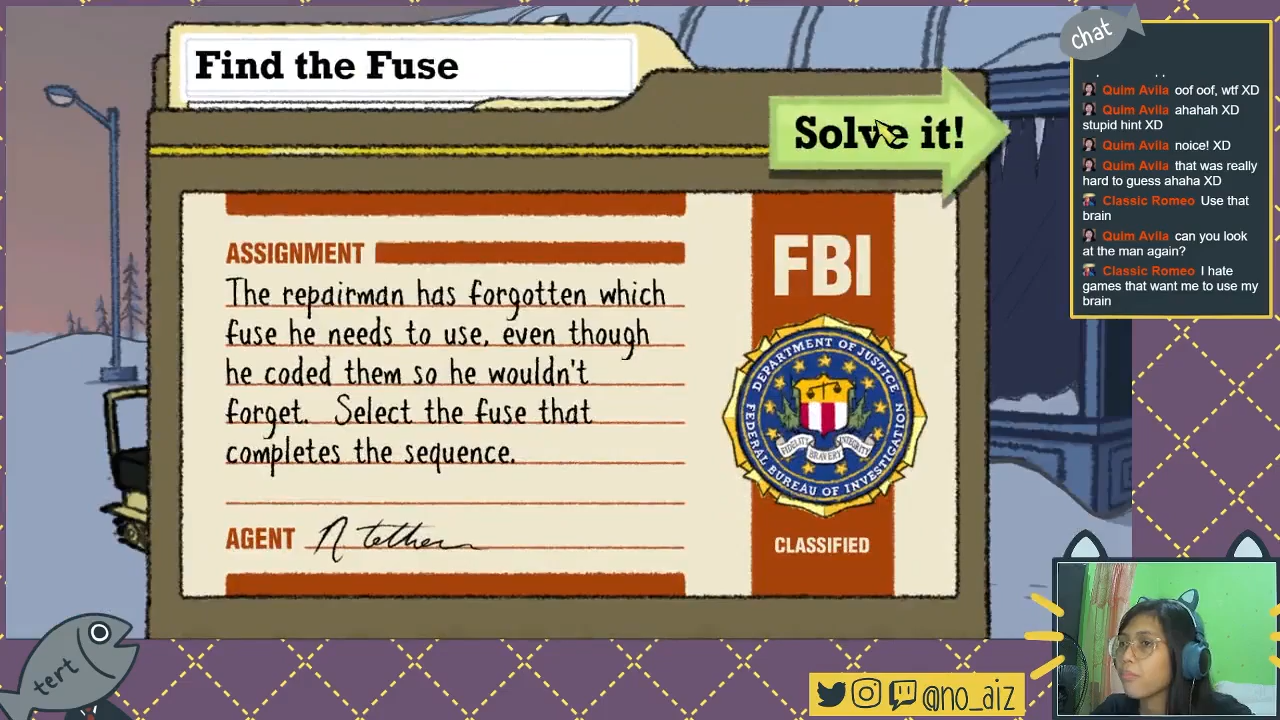 Find the Fuse
Solve it!
ASSIGNMENT
The repairman has forgotten which
fuse he needs to use, even though
he coded them so he wouldn't
forget. Select the fuse that
completes the sequence.
AGENT N. Tethers
FBI
DEPARTMENT OF JUSTICE
FIDELITY BRAVERY INTEGRITY
FEDERAL BUREAU OF INVESTIGATION
CLASSIFIED
chat
Quim Avila oof oof, wtf XD
Quim Avila ahahah XD
stupid hint XD
Quim Avila noice! XD
Quim Avila that was really
hard to guess ahaha XD
Classic Romeo Use that
brain
Quim Avila can you look
at the man again?
Classic Romeo I hate
games that want me to use my
brain
tert
@no_aiz